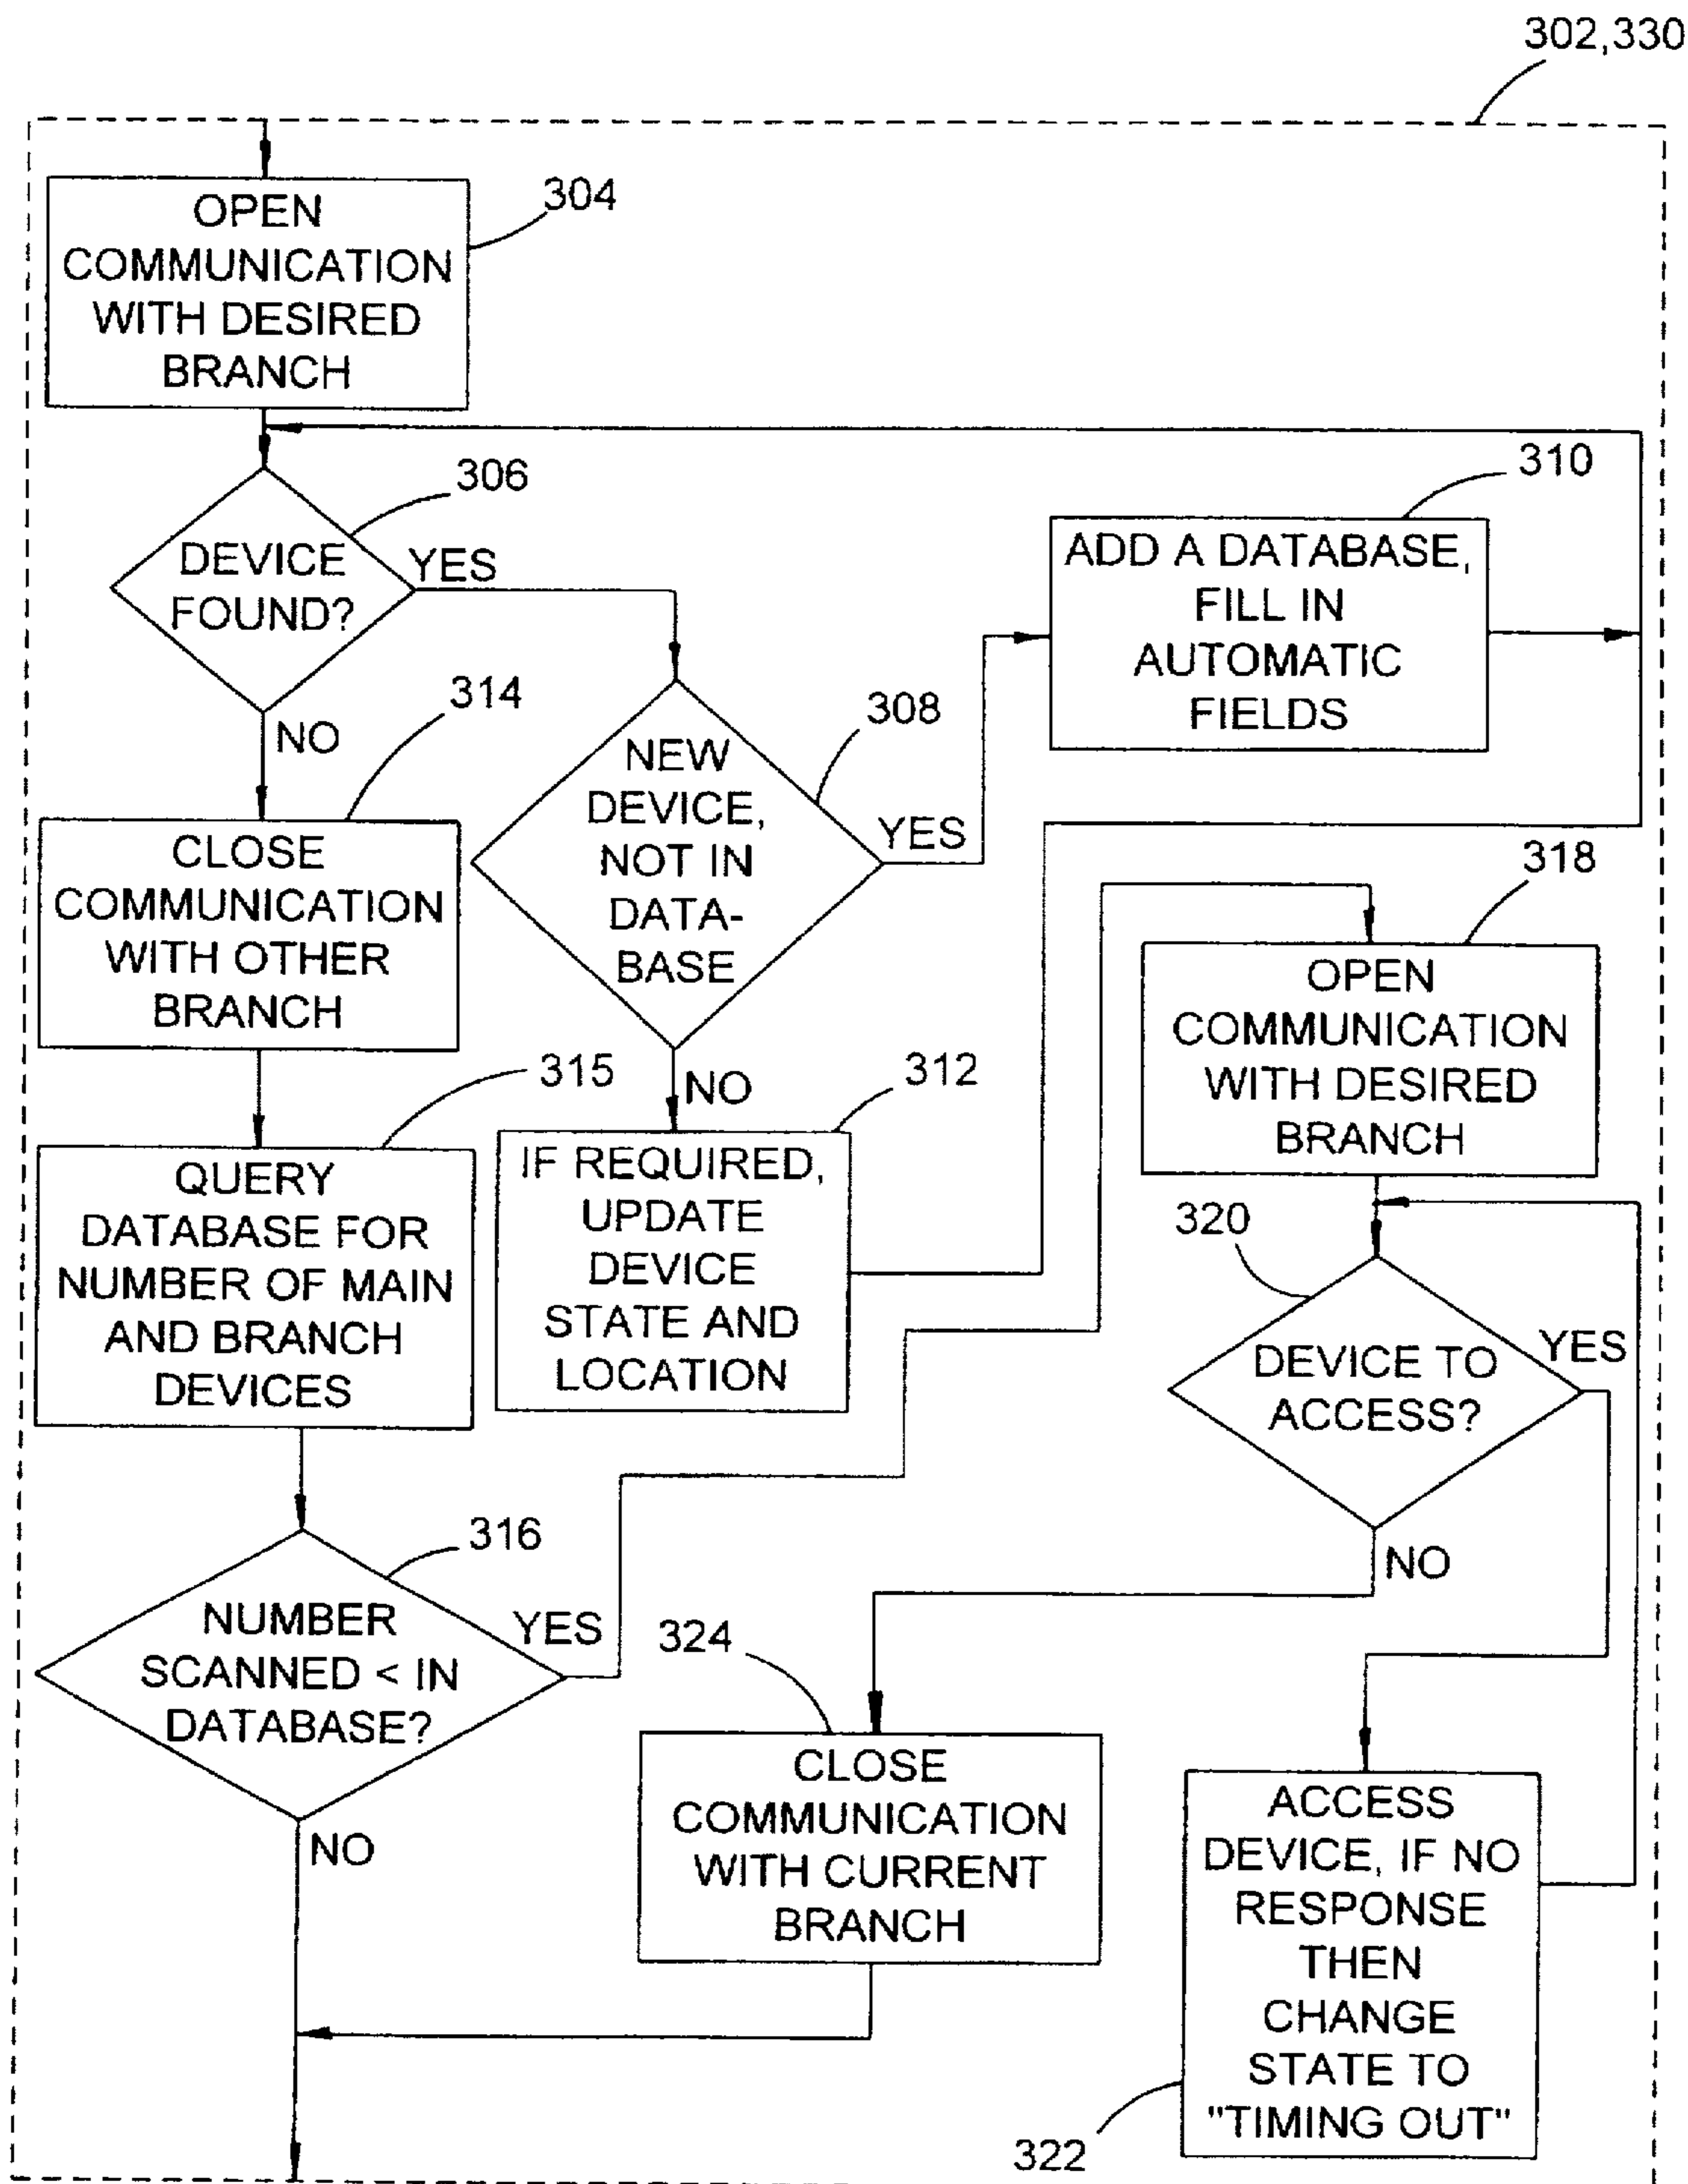 302,330
OPEN
COMMUNICATION
WITH DESIRED
BRANCH
304
306
DEVICE
FOUND?
YES
NO
310
ADD A DATABASE,
FILL IN
AUTOMATIC
FIELDS
308
NEW
DEVICE,
NOT IN
DATA-
BASE
YES
NO
314
CLOSE
COMMUNICATION
WITH OTHER
BRANCH
312
IF REQUIRED,
UPDATE
DEVICE
STATE AND
LOCATION
315
QUERY
DATABASE FOR
NUMBER OF MAIN
AND BRANCH
DEVICES
316
NUMBER
SCANNED < IN
DATABASE?
YES
NO
318
OPEN
COMMUNICATION
WITH DESIRED
BRANCH
320
DEVICE TO
ACCESS?
YES
NO
324
CLOSE
COMMUNICATION
WITH CURRENT
BRANCH
ACCESS
DEVICE, IF NO
RESPONSE
THEN
CHANGE
STATE TO
"TIMING OUT"
322